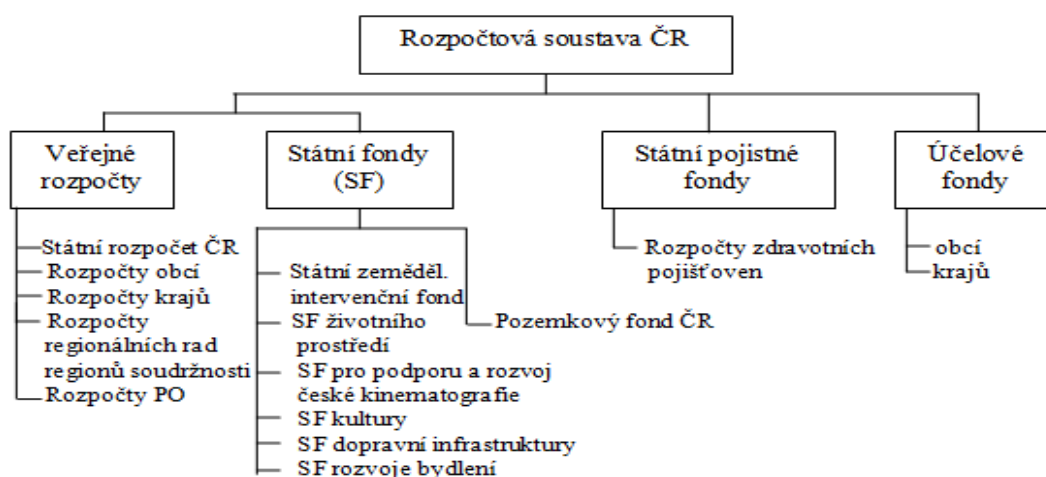 Rozpočtová soustava ČR
Veřejné
rozpočty
Státní fondy
(SF)
Státní pojistné
fondy
Účelové
fondy
Státní rozpočet ČR
Rozpočty obcí
Rozpočty krajů
Rozpočty
regionálních rad
regionů soudržnosti
Rozpočty PO
Státní zeměděl.
intervenční fond
SF životního
prostředí
SF pro podporu a rozvoj
české kinematografie
SF kultury
SF dopravní infrastruktury
SF rozvoje bydlení
Pozemkový fond ČR
Rozpočty zdravotních
pojišťoven
obcí
krajů